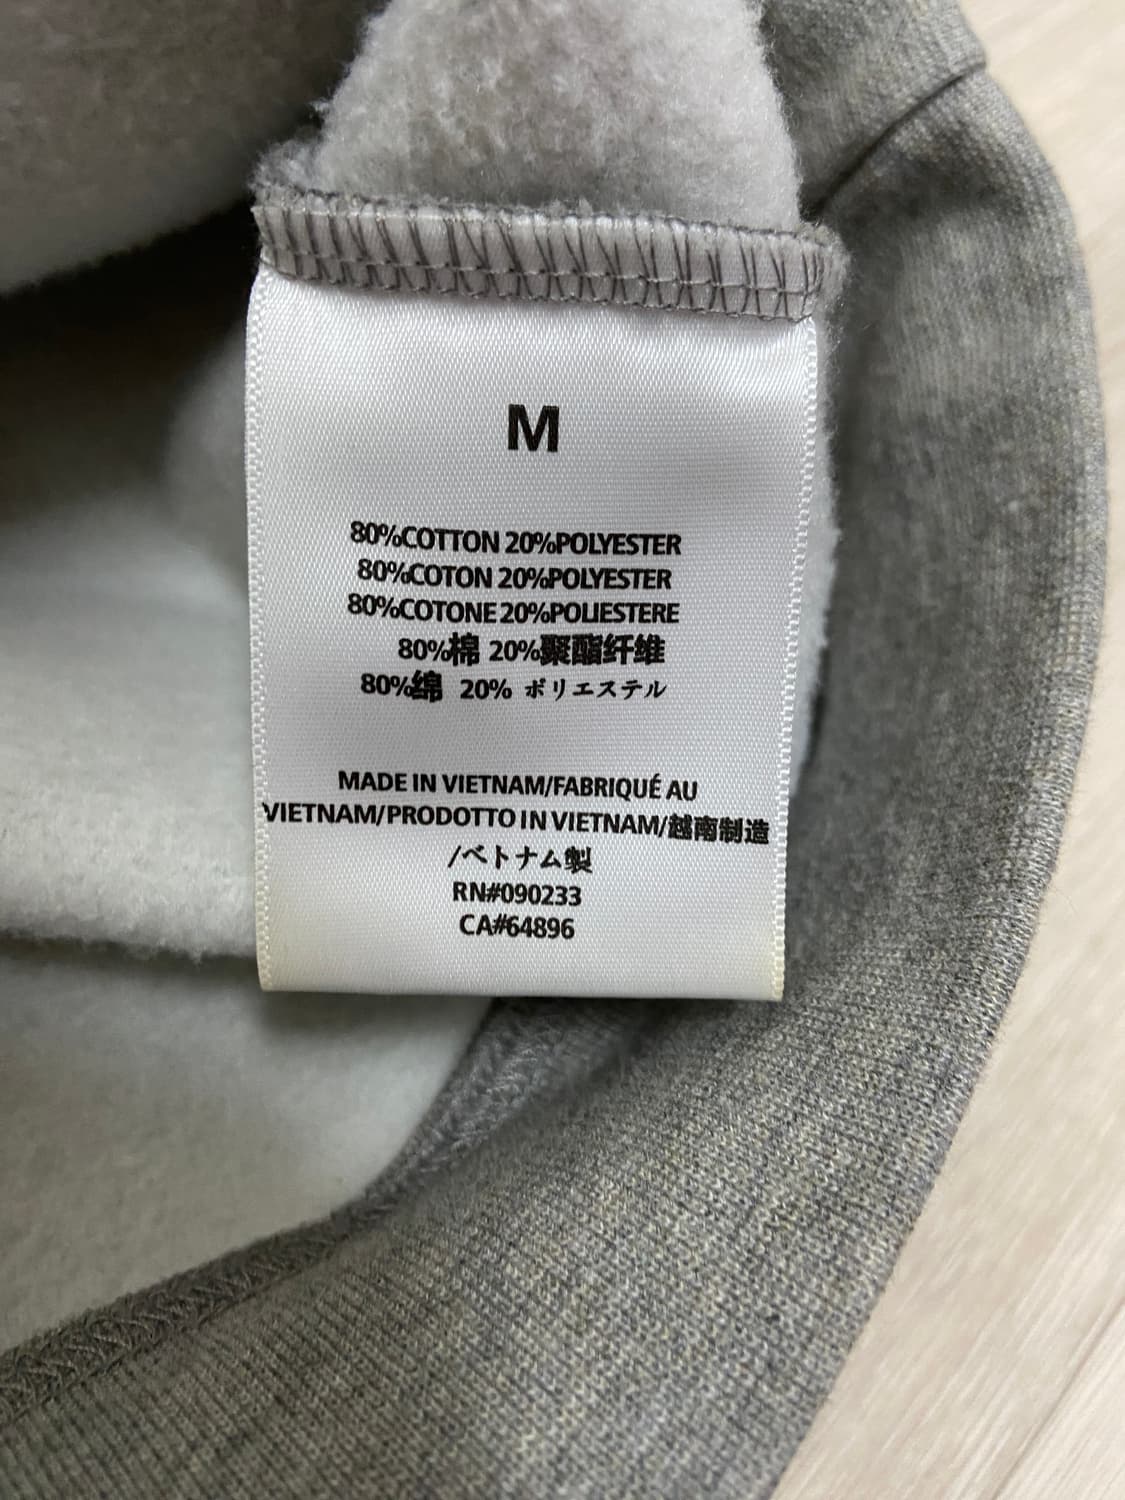 M
80%COTTON 20%POLYESTER
80%COTON 20%POLYESTER
80%COTONE 20%POLIESTERE
80%棉 20%聚酯纤维
80%绵 20% ポリエステル
MADE IN VIETNAM/FABRIQUÉ AU
VIETNAM/PRODOTTO IN VIETNAM/越南制造
/ベトナム製
RN#090233
CA#64896